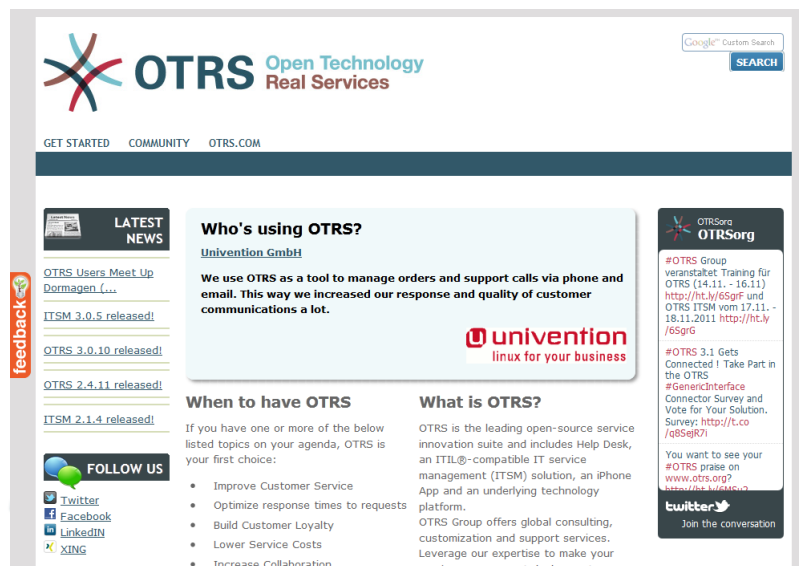 OTRS Open Technology
Real Services
Google™ Custom Search
SEARCH
GET STARTED COMMUNITY OTRS.COM
LATEST
NEWS
OTRS Users Meet Up
Dormagen (...
ITSM 3.0.5 released!
OTRS 3.0.10 released!
OTRS 2.4.11 released!
ITSM 2.1.4 released!
FOLLOW US
Twitter
Facebook
LinkedIN
XING
feedback
Who's using OTRS?
Univention GmbH
We use OTRS as a tool to manage orders and support calls via phone and
email. This way we increased our response and quality of customer
communications a lot.
univention
linux for your business
When to have OTRS
If you have one or more of the below
listed topics on your agenda, OTRS is
your first choice:
• Improve Customer Service
• Optimize response times to requests
• Build Customer Loyalty
• Lower Service Costs
• Increase Collaboration
What is OTRS?
OTRS is the leading open-source service
innovation suite and includes Help Desk,
an ITIL®-compatible IT service
management (ITSM) solution, an iPhone
App and an underlying technology
platform.
OTRS Group offers global consulting,
customization and support services.
Leverage our expertise to make your
OTRSorg
OTRSorg
#OTRS Group
veranstaltet Training für
OTRS (14.11. - 16.11)
http://ht.ly/6SgrF und
OTRS ITSM vom 17.11. -
18.11.2011 http://ht.ly
/6SgrG
#OTRS 3.1 Gets
Connected ! Take Part in
the OTRS
#GenericInterface
Connector Survey and
Vote for Your Solution.
Survey: http://t.co
/q8SejR7i
You want to see your
#OTRS praise on
www.otrs.org?
twitter
Join the conversation